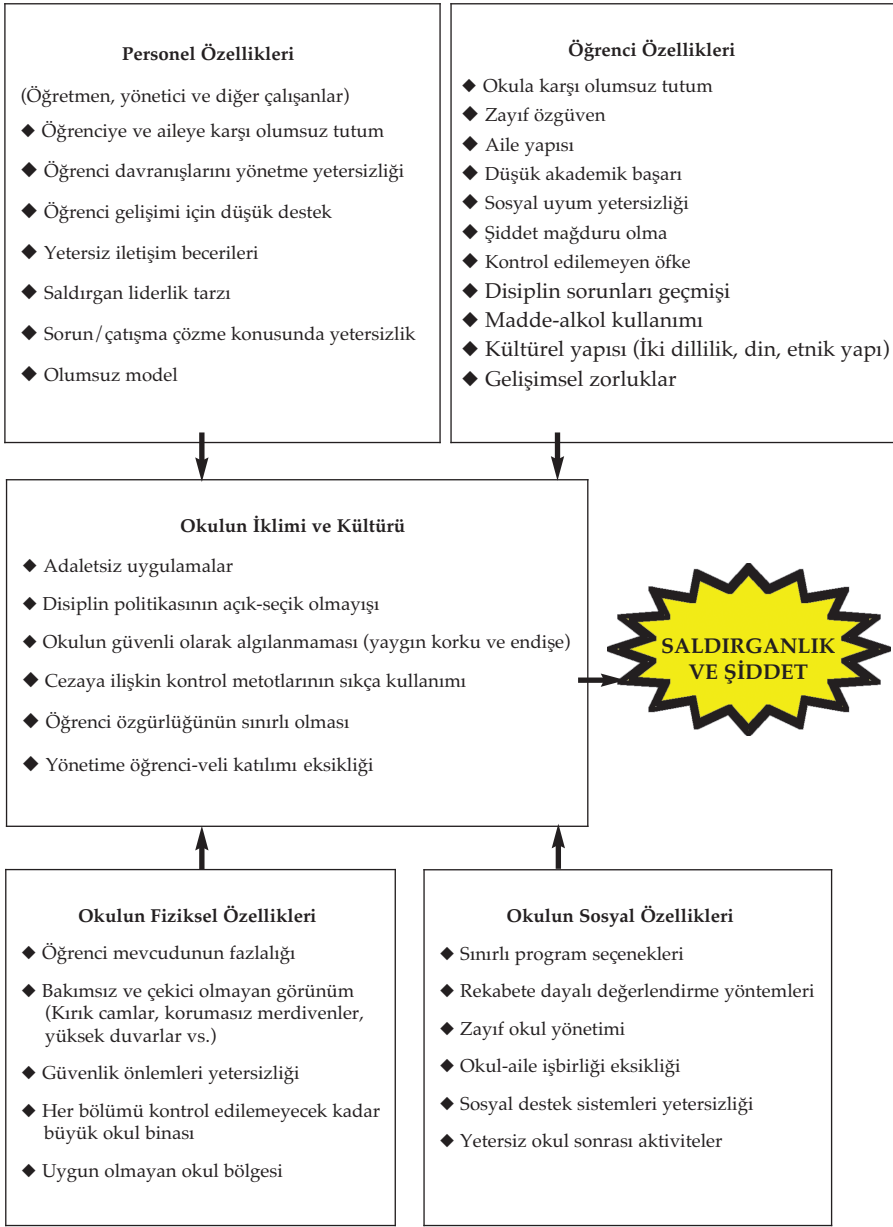 Personel Özellikleri
(Öğretmen, yönetici ve diğer çalışanlar)
◆ Öğrenciye ve aileye karşı olumsuz tutum
◆ Öğrenci davranışlarını yönetme yetersizliği
◆ Öğrenci gelişimi için düşük destek
◆ Yetersiz iletişim becerileri
◆ Saldırgan liderlik tarzı
◆ Sorun/çatışma çözme konusunda yetersizlik
◆ Olumsuz model
Öğrenci Özellikleri
◆ Okula karşı olumsuz tutum
◆ Zayıf özgüven
◆ Aile yapısı
◆ Düşük akademik başarı
◆ Sosyal uyum yetersizliği
◆ Şiddet mağduru olma
◆ Kontrol edilemeyen öfke
◆ Disiplin sorunları geçmişi
◆ Madde-alkol kullanımı
◆ Kültürel yapısı (İki dillilik, din, etnik yapı)
◆ Gelişimsel zorluklar
Okulun İklimi ve Kültürü
◆ Adaletsiz uygulamalar
◆ Disiplin politikasının açık-seçik olmayışı
◆ Okulun güvenli olarak algılanmaması (yaygın korku ve endişe)
◆ Cezaya ilişkin kontrol metotlarının sıkça kullanımı
◆ Öğrenci özgürlüğünün sınırlı olması
◆ Yönetime öğrenci-veli katılımı eksikliği
SALDIRGANLIK
VE ŞİDDET
Okulun Fiziksel Özellikleri
◆ Öğrenci mevcudunun fazlalığı
◆ Bakımsız ve çekici olmayan görünüm
(Kırık camlar, korumasız merdivenler,
yüksek duvarlar vs.)
◆ Güvenlik önlemleri yetersizliği
◆ Her bölümü kontrol edilemeyecek kadar
büyük okul binası
◆ Uygun olmayan okul bölgesi
Okulun Sosyal Özellikleri
◆ Sınırlı program seçenekleri
◆ Rekabete dayalı değerlendirme yöntemleri
◆ Zayıf okul yönetimi
◆ Okul-aile işbirliği eksikliği
◆ Sosyal destek sistemleri yetersizliği
◆ Yetersiz okul sonrası aktiviteler